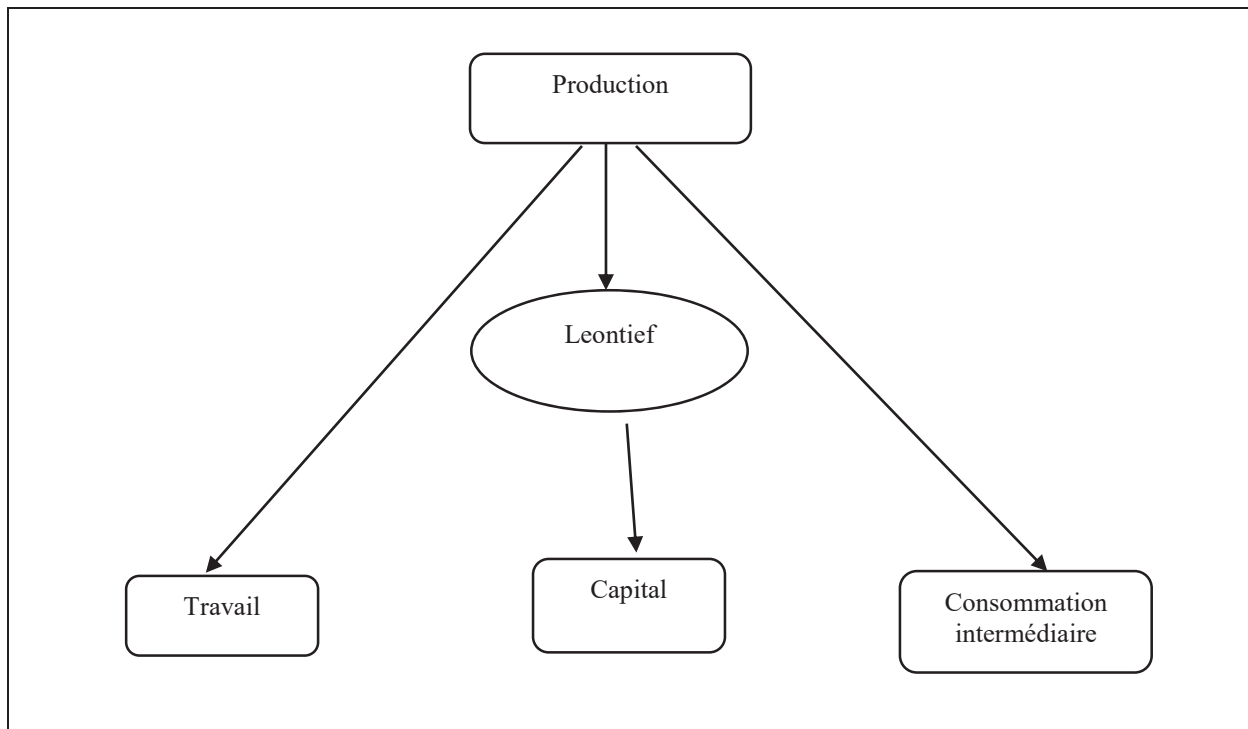 Production
Leontief
Travail
Capital
Consommation
intermédiaire